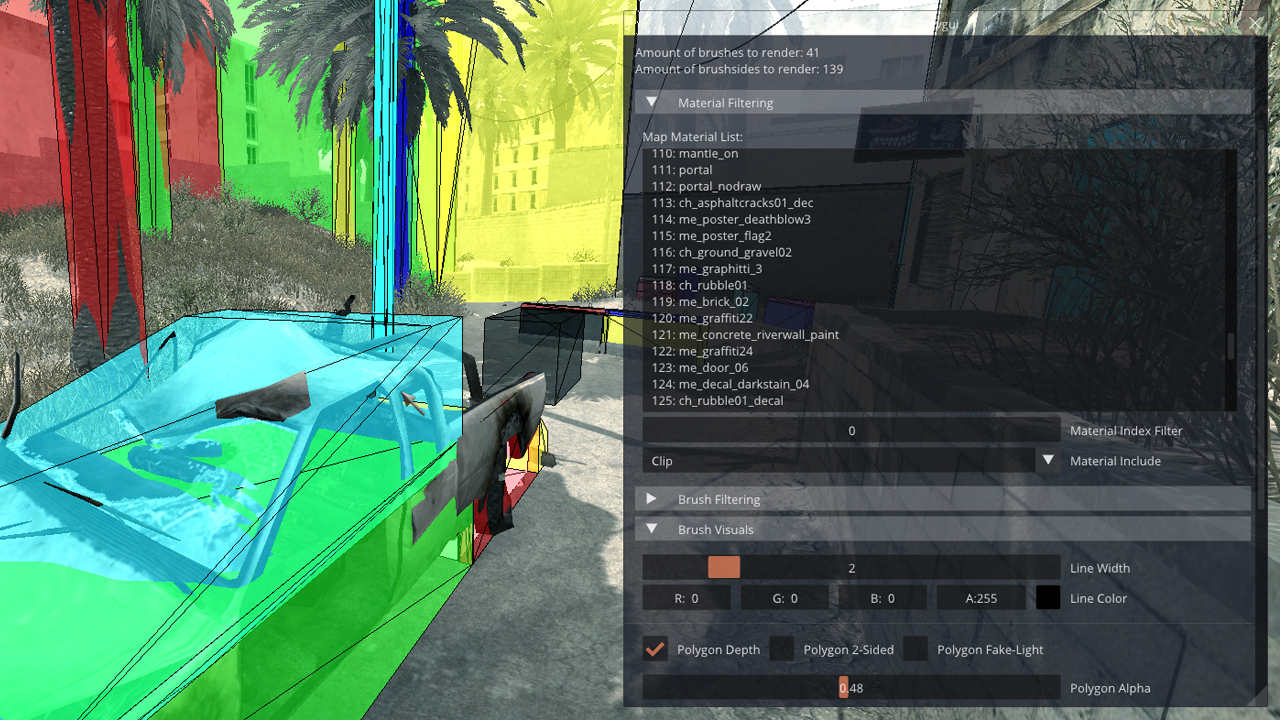 Amount of brushes to render: 41
Amount of brushsides to render: 139
Material Filtering
Map Material List:
110: mantle_on
111: portal
112: portal_nodraw
113: ch_asphaltcracks01_dec
114: me_poster_deathblow3
115: me_poster_flag2
116: ch_ground_gravel02
117: me_graphitti_3
118: ch_rubble01
119: me_brick_02
120: me_graffiti22
121: me_concrete_riverwall_paint
122: me_graffiti24
123: me_door_06
124: me_decal_darkstain_04
125: ch_rubble01_decal
0 Material Index Filter
Clip Material Include
Brush Filtering
Brush Visuals
2 Line Width
R: 0 G: 0 B: 0 A:255 Line Color
Polygon Depth Polygon 2-Sided Polygon Fake-Light
0.48 Polygon Alpha